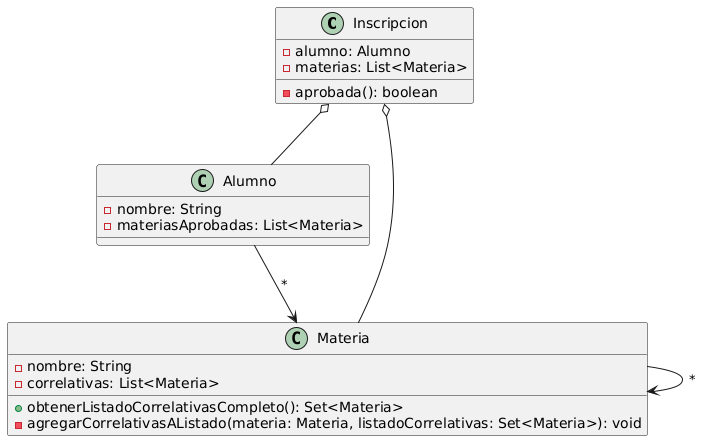 C Inscripcion
alumno: Alumno
materias: List<Materia>
aprobada(): boolean
C Alumno
nombre: String
materiasAprobadas: List<Materia>
*
C Materia
nombre: String
correlativas: List<Materia>
*
obtenerListadoCorrelativasCompleto(): Set<Materia>
agregarCorrelativasAListado(materia: Materia, listadoCorrelativas: Set<Materia>): void